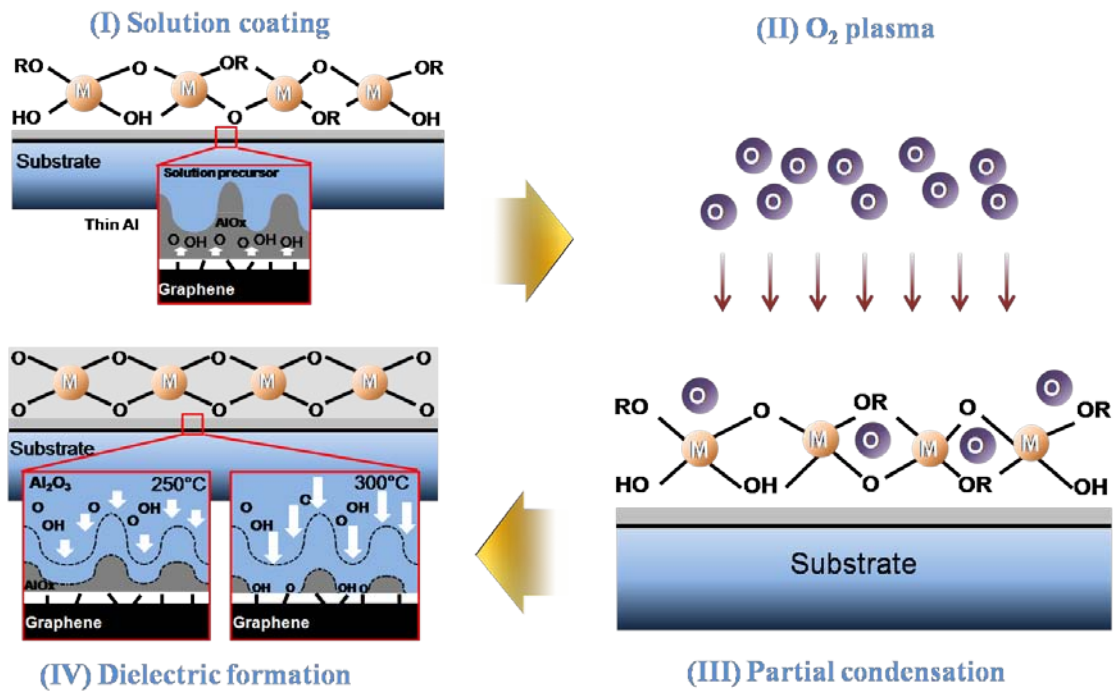 (I) Solution coating
RO O OR O OR
M M M M
HO OH O OR OH
Substrate
Solution precursor
Thin Al
AlOx
O OH O OH OH
Graphene
(II) O₂ plasma
O O O O O O
O O O O
O O O O O
M M M M
O O O O O
Substrate
Al₂O₃ 250°C
O O
OH OH
O
AlOx
Graphene
300°C
O O
OH OH
O
OH O OH O
Graphene
(IV) Dielectric formation
O O
RO O OR O OR
M M O M O M
HO OH O OR OH
Substrate
(III) Partial condensation